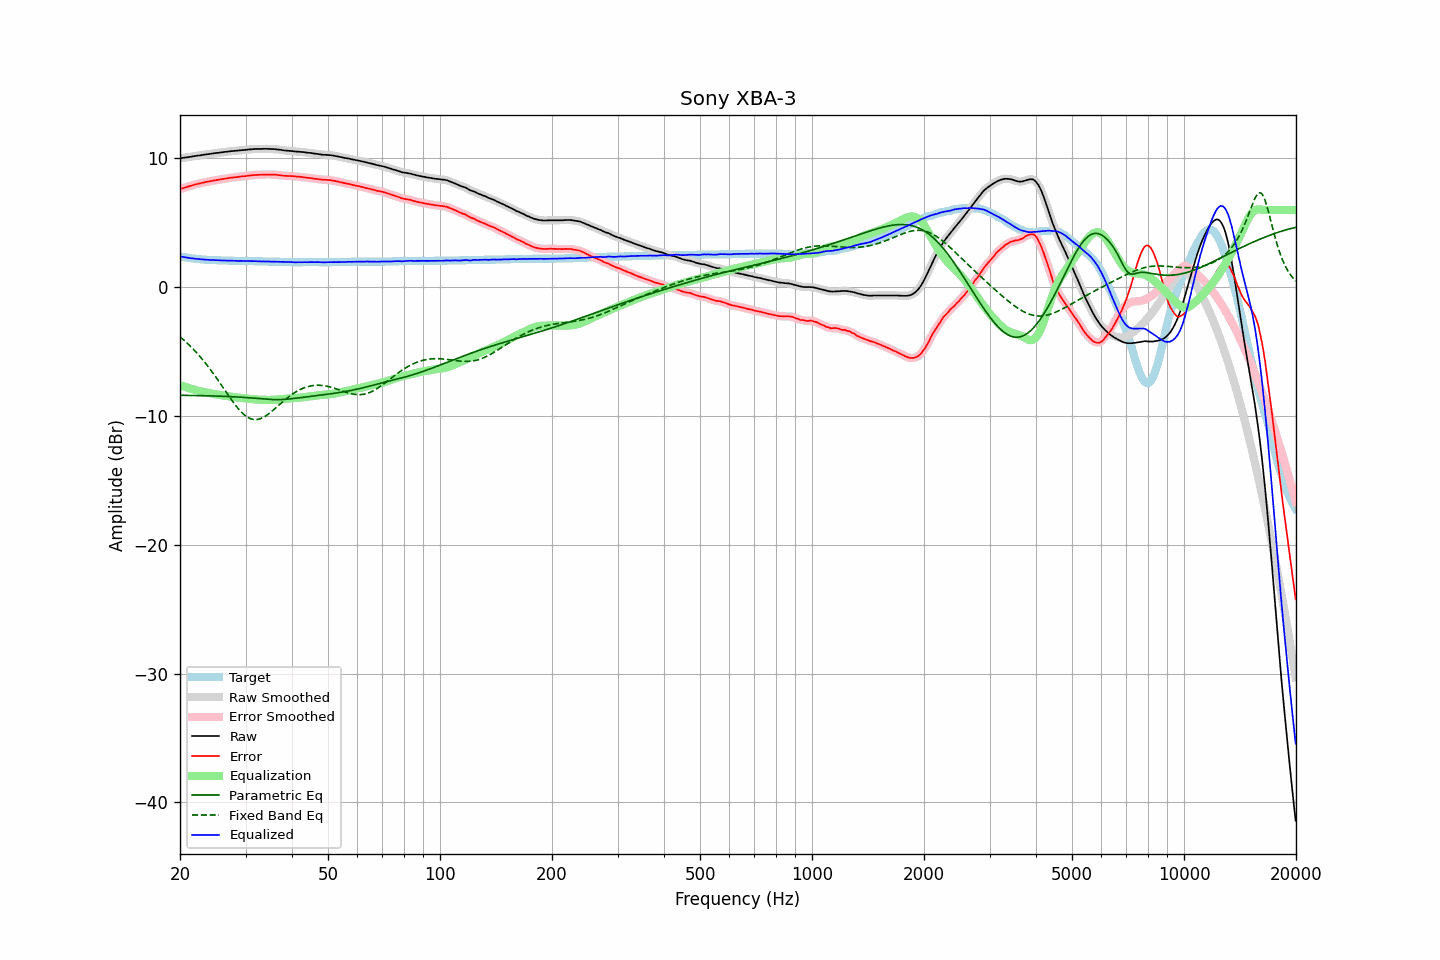 Sony XBA-3
Amplitude (dBr)
10
0
−10
−20
−30
−40
Target
Raw Smoothed
Error Smoothed
Raw
Error
Equalization
Parametric Eq
Fixed Band Eq
Equalized
20 50 100 200 500 1000 2000 5000 10000 20000
Frequency (Hz)